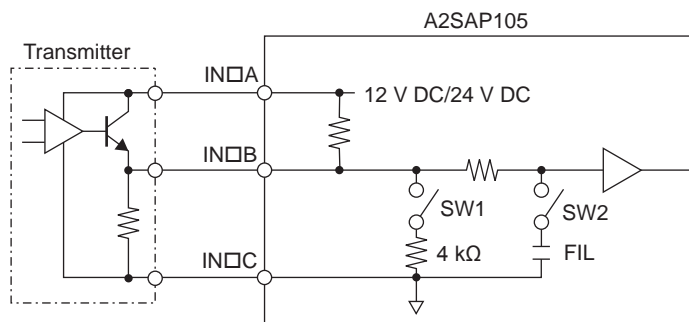 A2SAP105
Transmitter
IN□A
12 V DC/24 V DC
IN□B
SW1
SW2
4 kΩ
FIL
IN□C